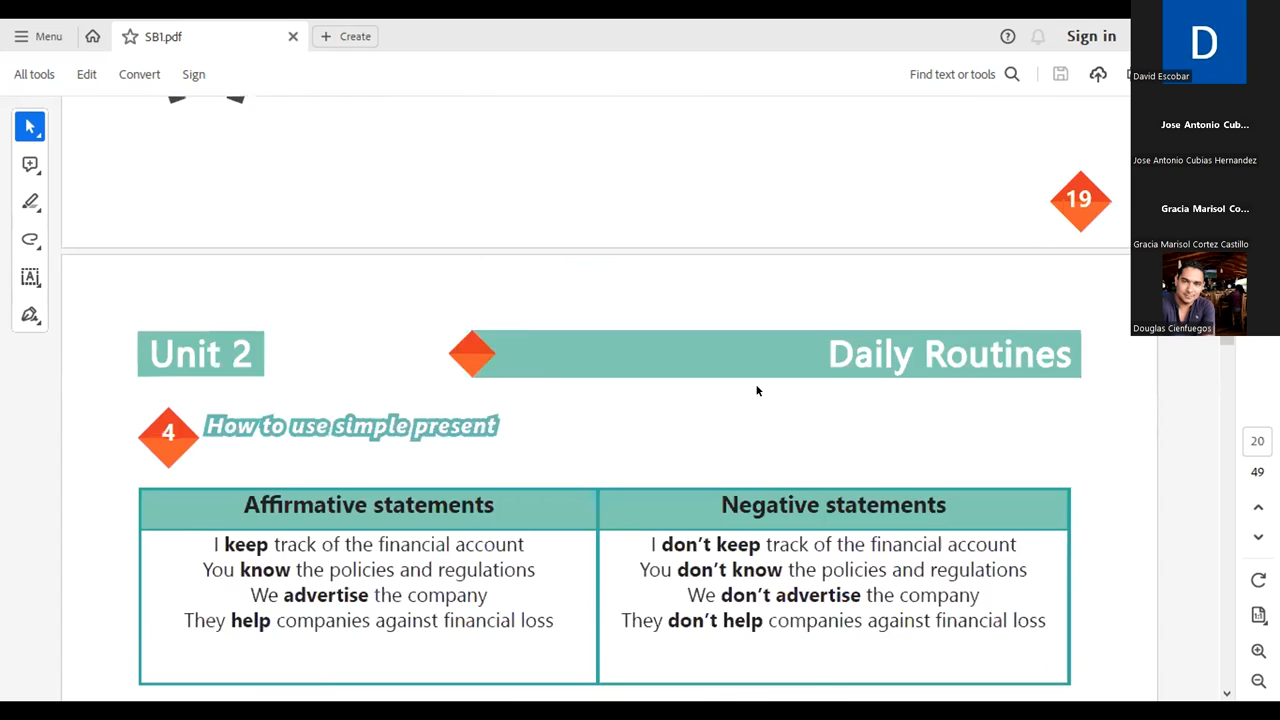 Menu
SB1.pdf
Create
Sign in
All tools
Edit
Convert
Sign
Find text or tools
D
David Escobar
Jose Antonio Cub...
Jose Antonio Cubias Hernandez
Gracia Marisol Co...
Gracia Marisol Cortez Castillo
Douglas Cienfuegos
19
Unit 2
Daily Routines
4
How to use simple present
Affirmative statements
I keep track of the financial account
You know the policies and regulations
We advertise the company
They help companies against financial loss
Negative statements
I don't keep track of the financial account
You don't know the policies and regulations
We don't advertise the company
They don't help companies against financial loss
20
49